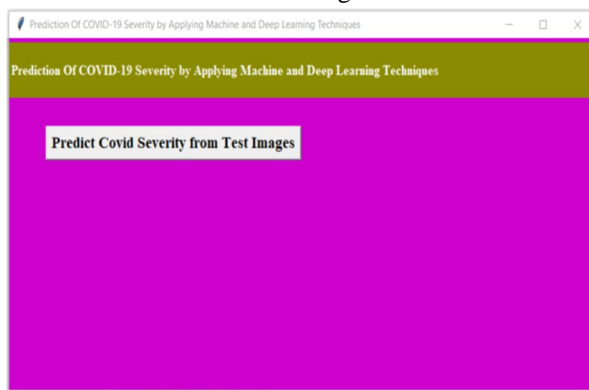 Prediction Of COVID-19 Severity by Applying Machine and Deep Learning Techniques
Prediction Of COVID-19 Severity by Applying Machine and Deep Learning Techniques
Predict Covid Severity from Test Images